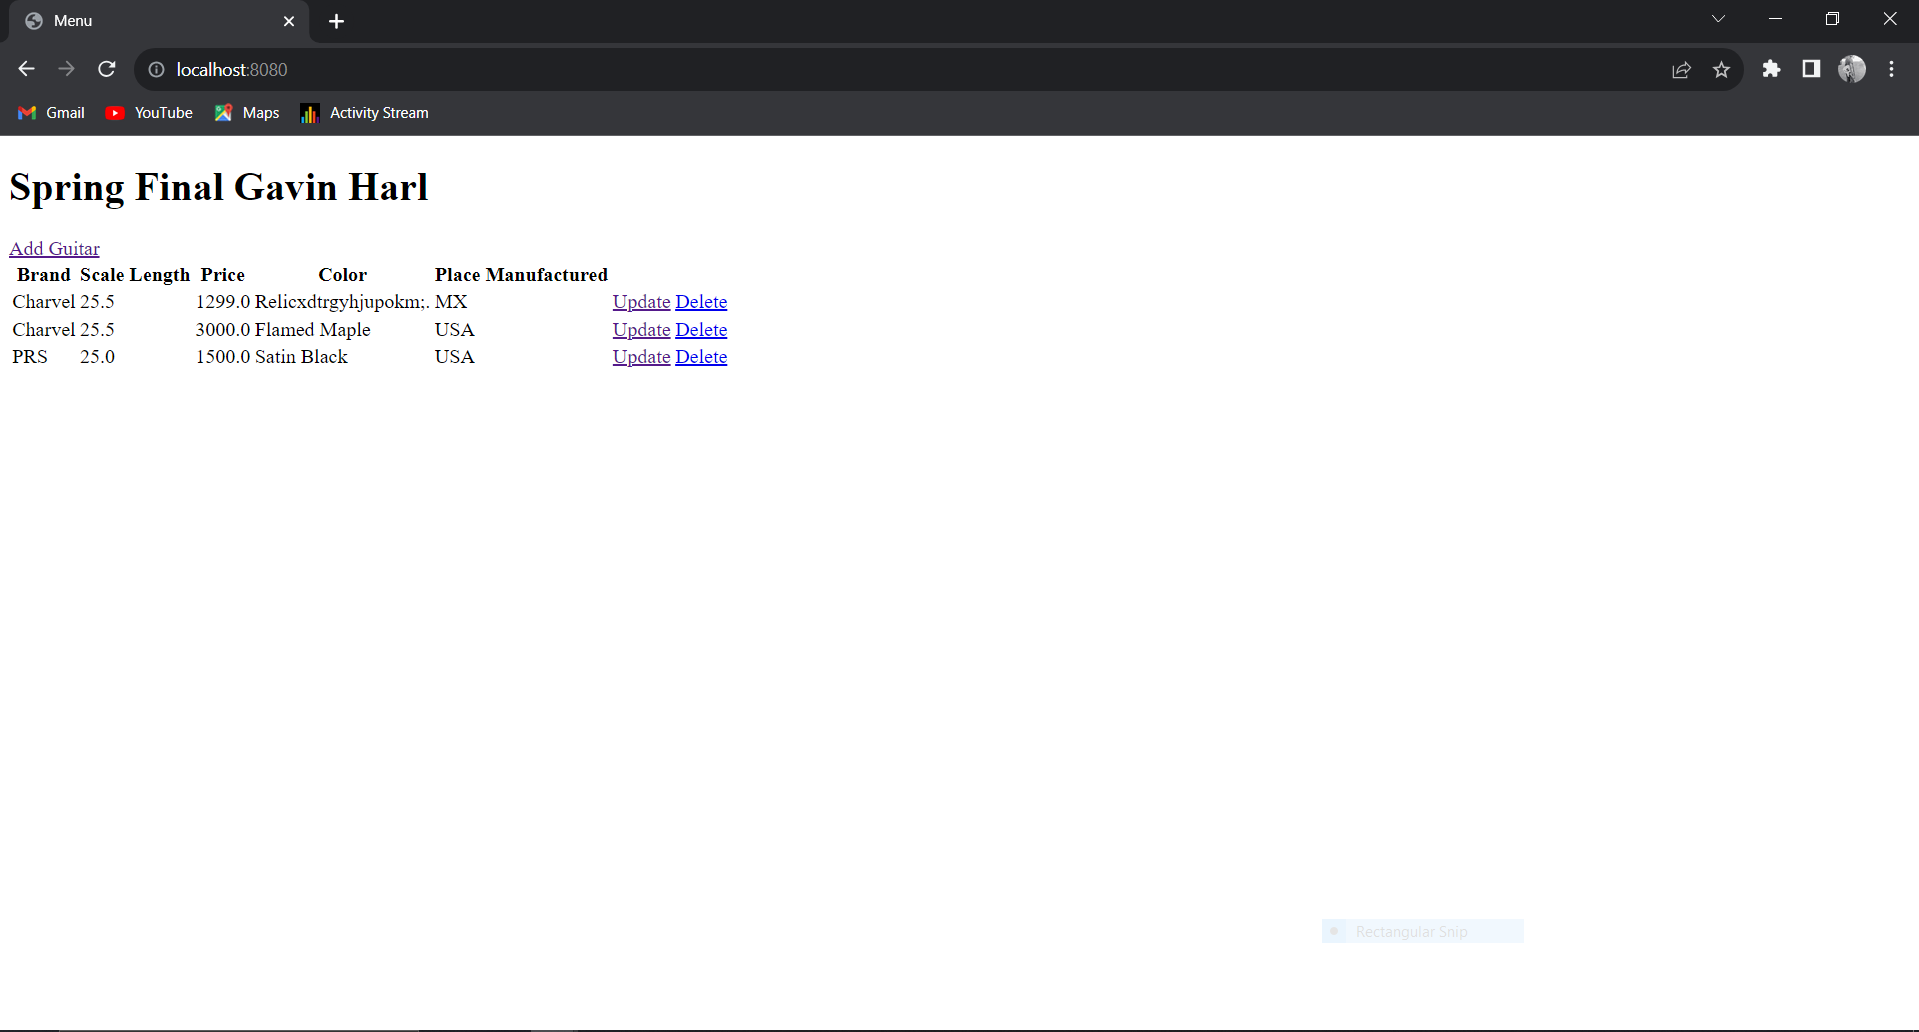 Menu
localhost:8080
Gmail YouTube Maps Activity Stream
Spring Final Gavin Harl
Add Guitar
Brand Scale Length Price Color Place Manufactured
Charvel 25.5 1299.0 Relicxdtrgyhjupokm;. MX Update Delete
Charvel 25.5 3000.0 Flamed Maple USA Update Delete
PRS 25.0 1500.0 Satin Black USA Update Delete
Rectangular Snip